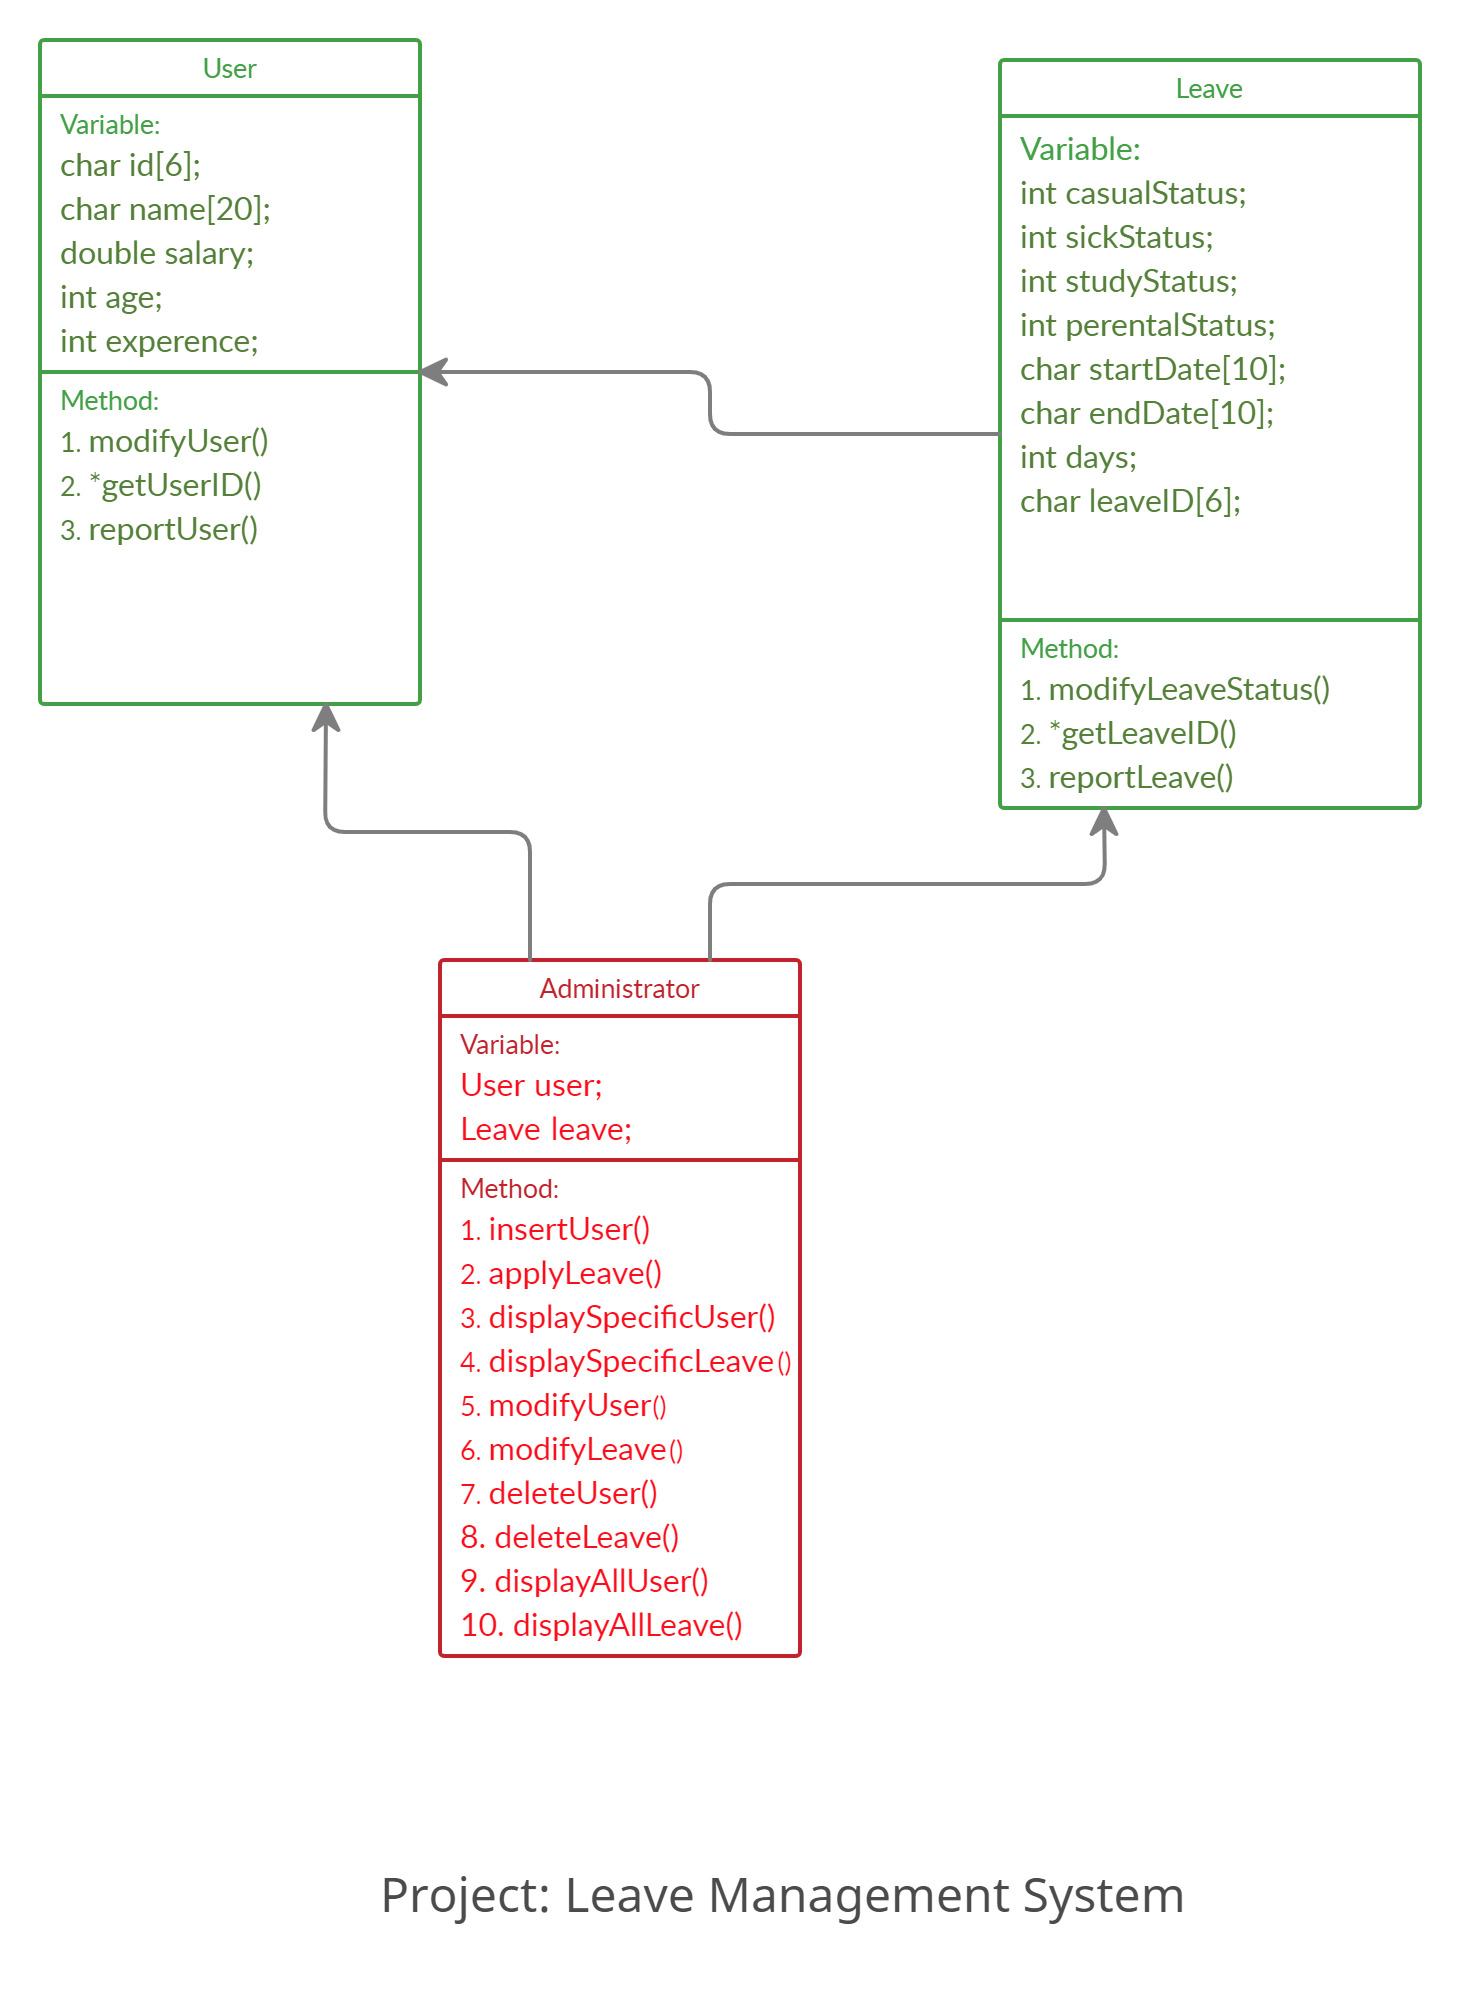 User
Variable:
char id[6];
char name[20];
double salary;
int age;
int experence;
Method:
1. modifyUser()
2. *getUserID()
3. reportUser()
Leave
Variable:
int casualStatus;
int sickStatus;
int studyStatus;
int perentalStatus;
char startDate[10];
char endDate[10];
int days;
char leaveID[6];
Method:
1. modifyLeaveStatus()
2. *getLeaveID()
3. reportLeave()
Administrator
Variable:
User user;
Leave leave;
Method:
1. insertUser()
2. applyLeave()
3. displaySpecificUser()
4. displaySpecificLeave()
5. modifyUser()
6. modifyLeave()
7. deleteUser()
8. deleteLeave()
9. displayAllUser()
10. displayAllLeave()
Project: Leave Management System